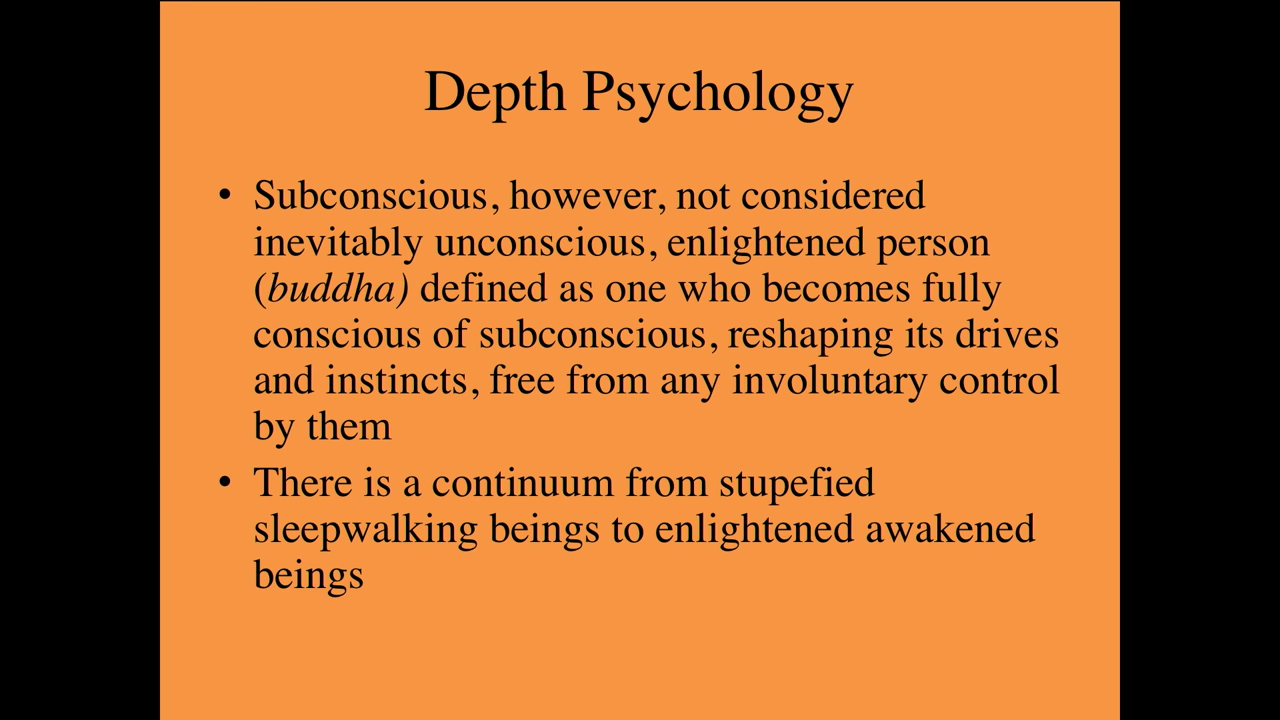 Depth Psychology
• Subconscious, however, not considered
inevitably unconscious, enlightened person
(buddha) defined as one who becomes fully
conscious of subconscious, reshaping its drives
and instincts, free from any involuntary control
by them
• There is a continuum from stupefied
sleepwalking beings to enlightened awakened
beings